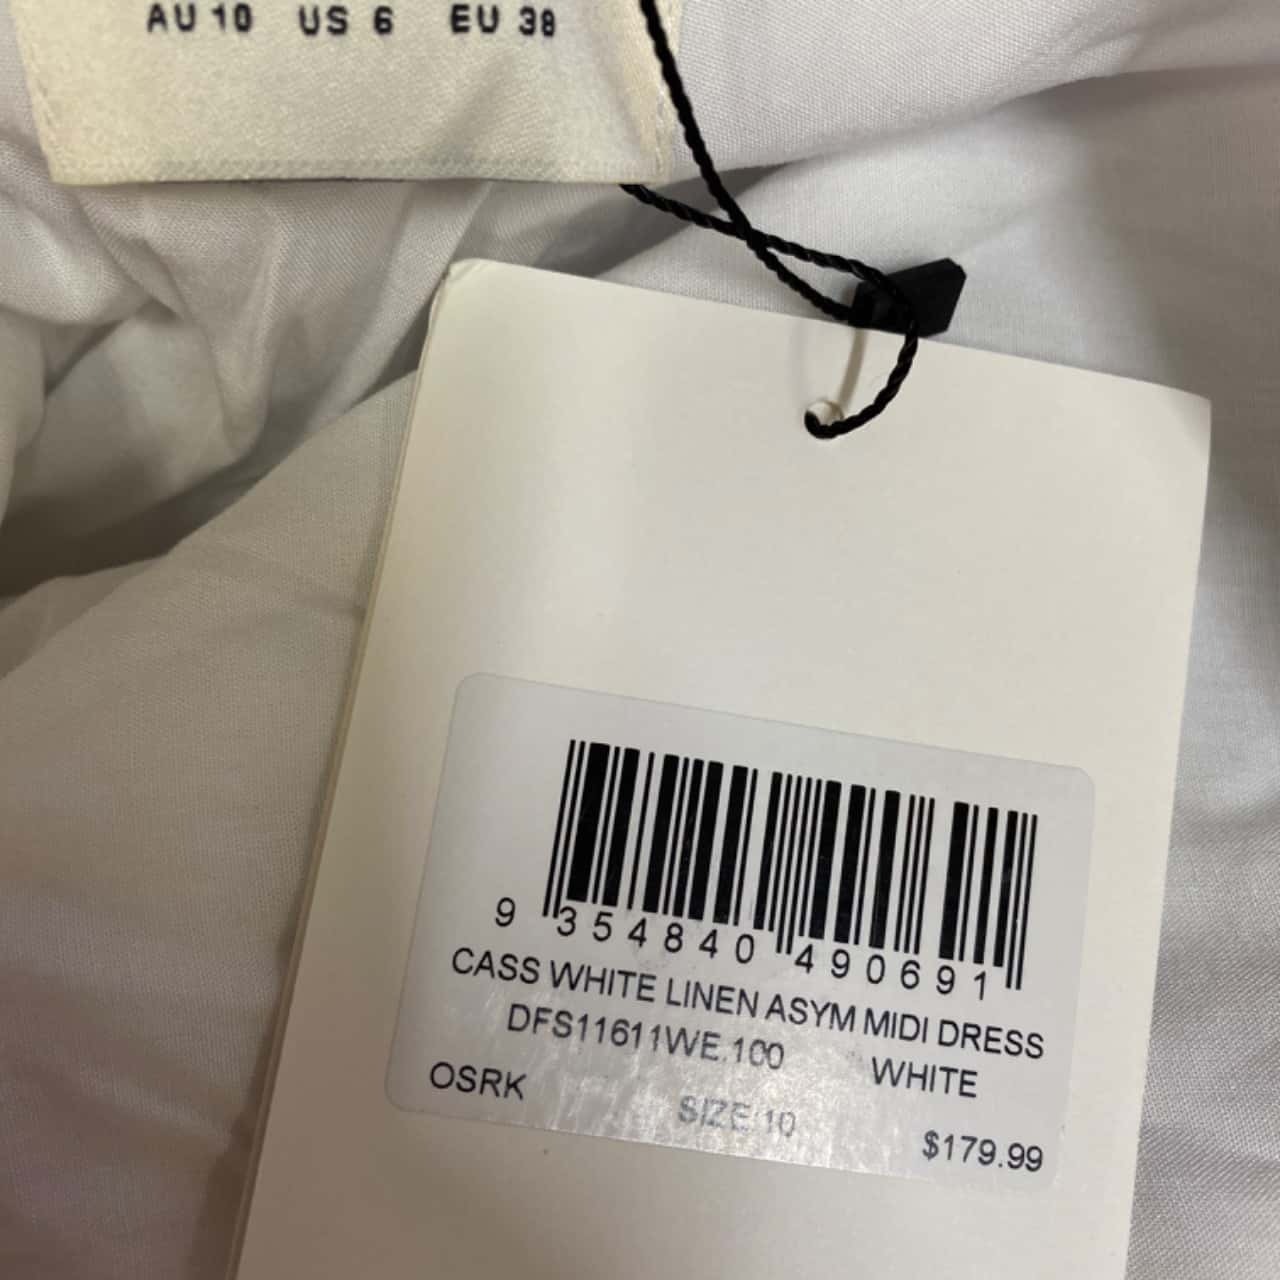 AU 10 US 6 EU 38
9 354840 490691
CASS WHITE LINEN ASYM MIDI DRESS
DFS11611WE.100 WHITE
OSRK SIZE:10 $179.99